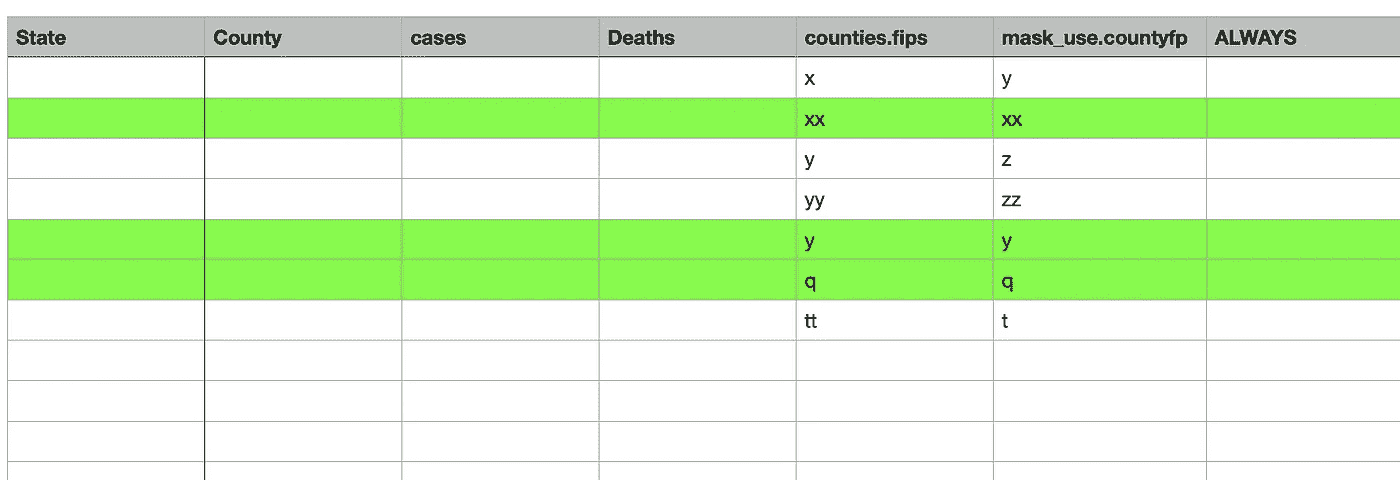 State County cases Deaths counties.fips mask_use.countyfp ALWAYS
x y
xx xx
y z
yy zz
y y
q q
tt t